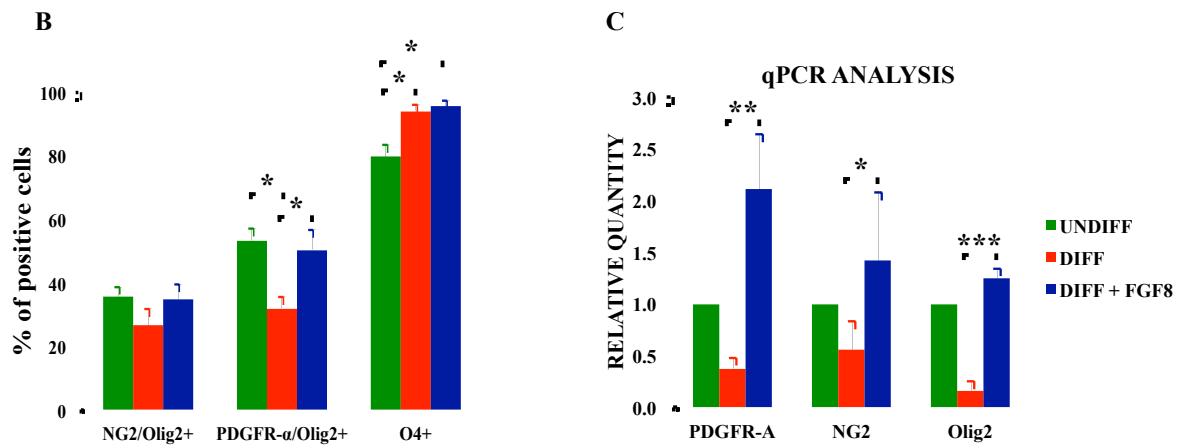 B
% of positive cells
100
80
60
40
20
0
*
*
*
*
NG2/Olig2+
PDGFR-α/Olig2+
O4+
C
qPCR ANALYSIS
RELATIVE QUANTITY
3.0
2.5
2.0
1.5
1.0
0.5
0.0
**
*
***
PDGFR-A
NG2
Olig2
UNDIFF
DIFF
DIFF + FGF8